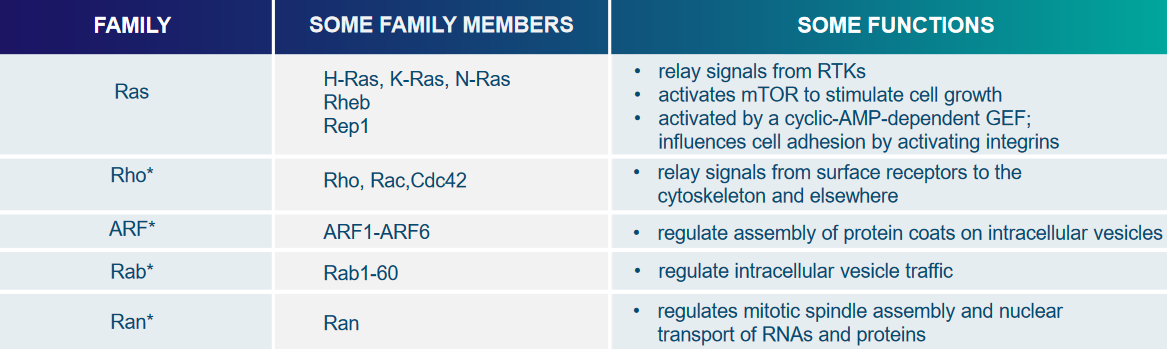 FAMILY
SOME FAMILY MEMBERS
SOME FUNCTIONS
Ras
H-Ras, K-Ras, N-Ras
Rheb
Rep1
• relay signals from RTKs
• activates mTOR to stimulate cell growth
• activated by a cyclic-AMP-dependent GEF;
influences cell adhesion by activating integrins
Rho*
Rho, Rac,Cdc42
• relay signals from surface receptors to the
cytoskeleton and elsewhere
ARF*
ARF1-ARF6
• regulate assembly of protein coats on intracellular vesicles
Rab*
Rab1-60
• regulate intracellular vesicle traffic
Ran*
Ran
• regulates mitotic spindle assembly and nuclear
transport of RNAs and proteins